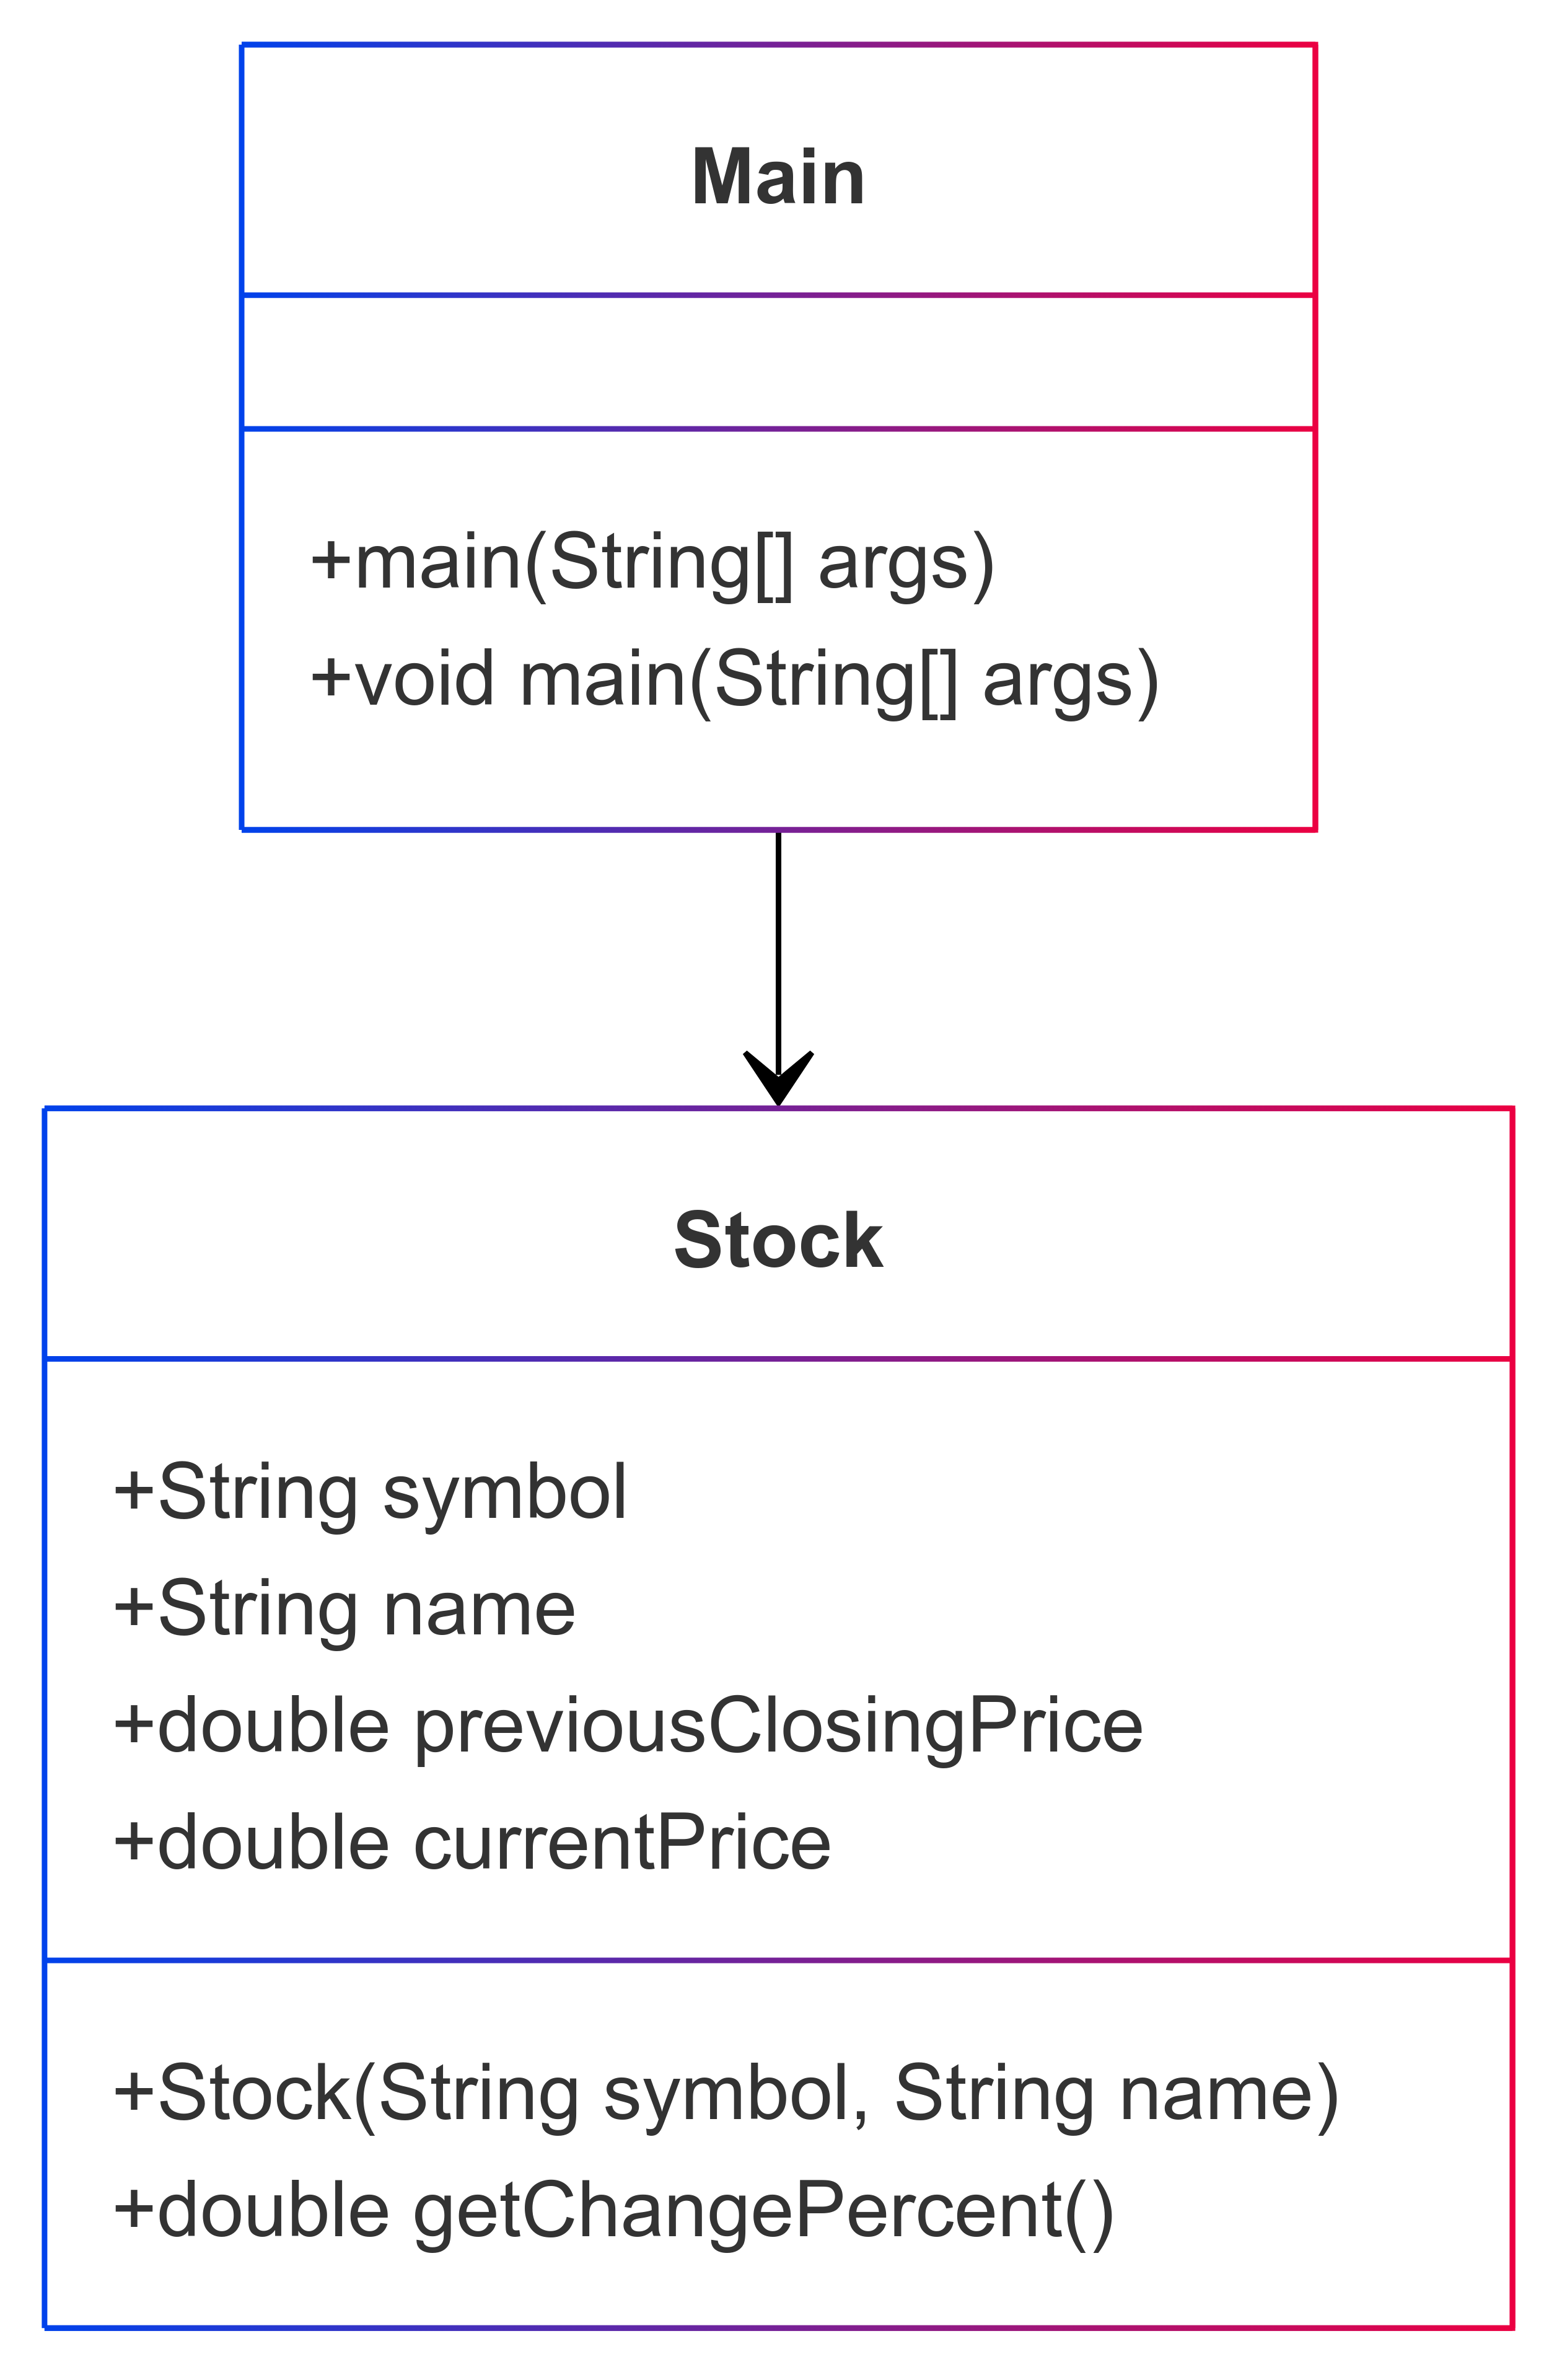 Main
+main(String[] args)
+void main(String[] args)
Stock
+String symbol
+String name
+double previousClosingPrice
+double currentPrice
+Stock(String symbol, String name)
+double getChangePercent()